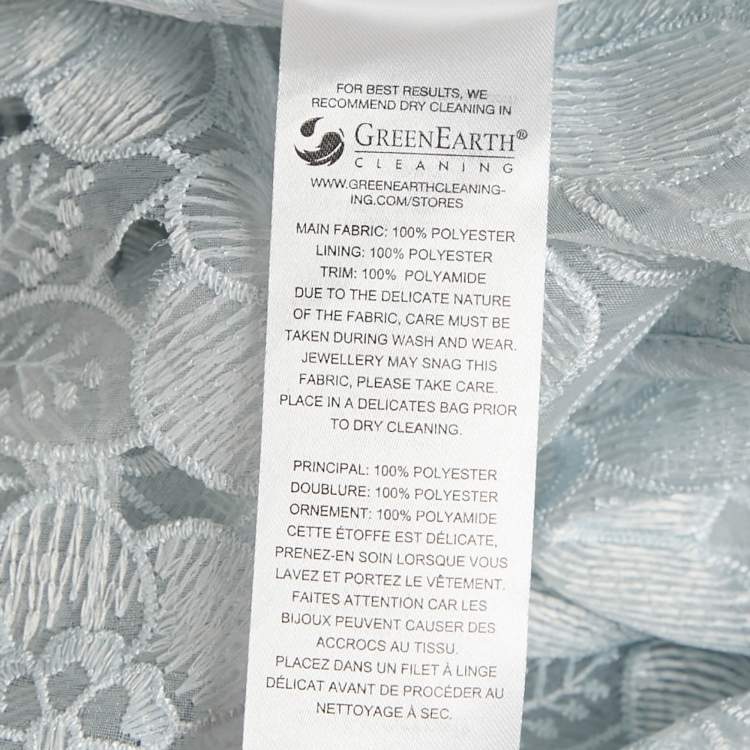 FOR BEST RESULTS, WE
RECOMMEND DRY CLEANING IN
GREENEARTH®
CLEANING
WWW.GREENEARTHCLEANING-
ING.COM/STORES
MAIN FABRIC: 100% POLYESTER
LINING: 100% POLYESTER
TRIM: 100% POLYAMIDE
DUE TO THE DELICATE NATURE
OF THE FABRIC, CARE MUST BE
TAKEN DURING WASH AND WEAR.
JEWELLERY MAY SNAG THIS
FABRIC, PLEASE TAKE CARE.
PLACE IN A DELICATES BAG PRIOR
TO DRY CLEANING.
PRINCIPAL: 100% POLYESTER
DOUBLURE: 100% POLYESTER
ORNEMENT: 100% POLYAMIDE
CETTE ÉTOFFE EST DÉLICATE,
PRENEZ-EN SOIN LORSQUE VOUS
LAVEZ ET PORTEZ LE VÊTEMENT.
FAITES ATTENTION CAR LES
BIJOUX PEUVENT CAUSER DES
ACCROCS AU TISSU.
PLACEZ DANS UN FILET À LINGE
DÉLICAT AVANT DE PROCÉDER AU
NETTOYAGE À SEC.